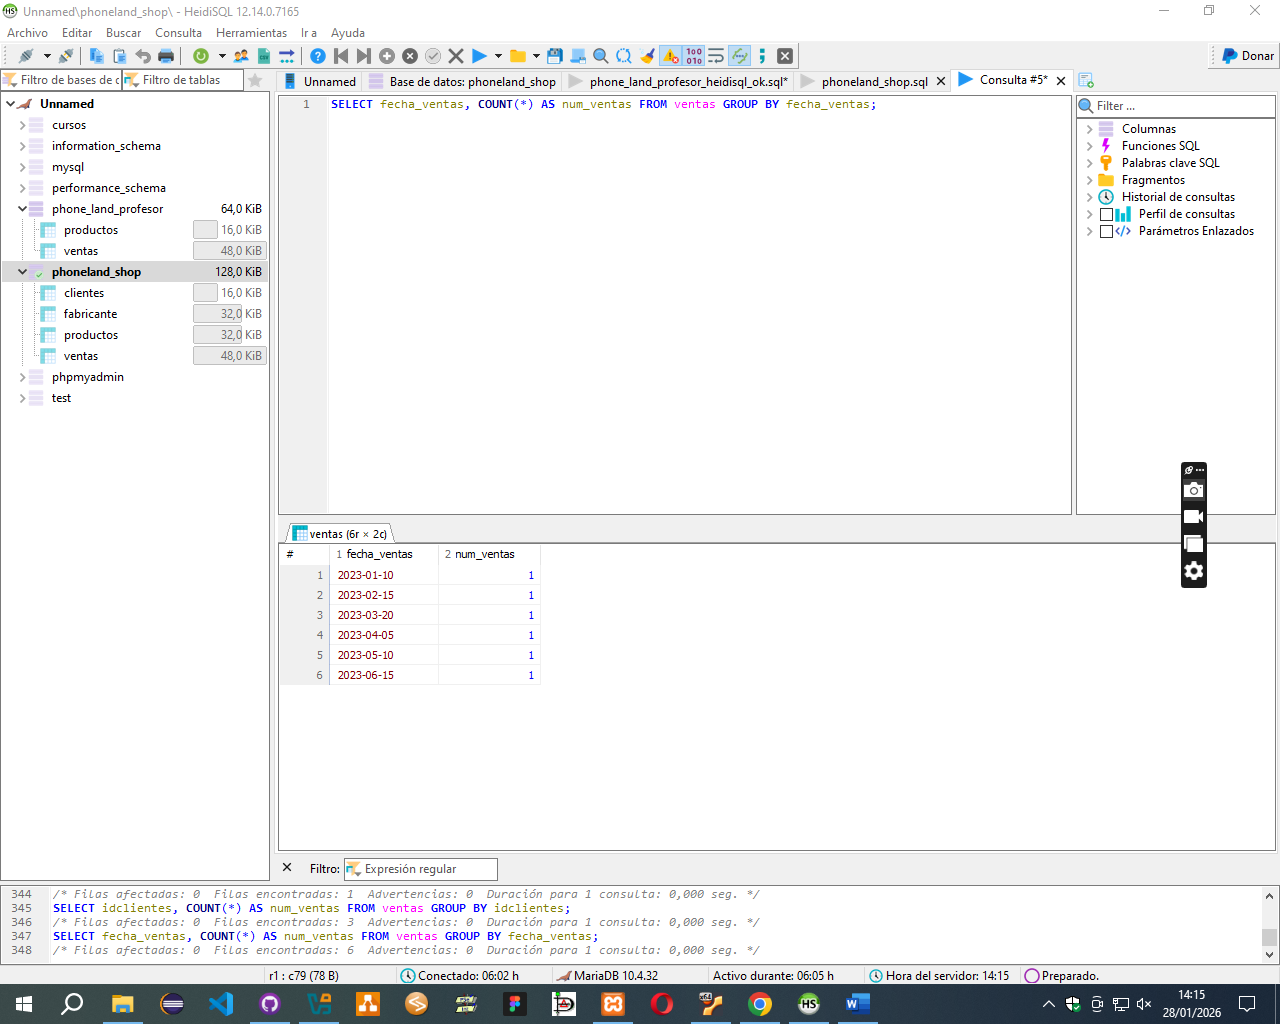 Unnamed\phoneland_shop\ - HeidiSQL 12.14.0.7165
Archivo Editar Buscar Consulta Herramientas Ir a Ayuda
Donar
Filtro de bases de d Filtro de tablas
Unnamed Base de datos: phoneland_shop phone_land_profesor_heidisql_ok.sql* phoneland_shop.sql Consulta #5*
Unnamed
cursos
information_schema
mysql
performance_schema
phone_land_profesor 64,0 KiB
productos 16,0 KiB
ventas 48,0 KiB
phoneland_shop 128,0 KiB
clientes 16,0 KiB
fabricante 32,0 KiB
productos 32,0 KiB
ventas 48,0 KiB
phpmyadmin
test
1 SELECT fecha_ventas, COUNT(*) AS num_ventas FROM ventas GROUP BY fecha_ventas;
Filter ...
Columnas
Funciones SQL
Palabras clave SQL
Fragmentos
Historial de consultas
Perfil de consultas
Parámetros Enlazados
ventas (6r × 2c)
# 1 fecha_ventas 2 num_ventas
1 2023-01-10 1
2 2023-02-15 1
3 2023-03-20 1
4 2023-04-05 1
5 2023-05-10 1
6 2023-06-15 1
Filtro: Expresión regular
344 /* Filas afectadas: 0 Filas encontradas: 1 Advertencias: 0 Duración para 1 consulta: 0,000 seg. */
345 SELECT idclientes, COUNT(*) AS num_ventas FROM ventas GROUP BY idclientes;
346 /* Filas afectadas: 0 Filas encontradas: 3 Advertencias: 0 Duración para 1 consulta: 0,000 seg. */
347 SELECT fecha_ventas, COUNT(*) AS num_ventas FROM ventas GROUP BY fecha_ventas;
348 /* Filas afectadas: 0 Filas encontradas: 6 Advertencias: 0 Duración para 1 consulta: 0,000 seg. */
r1 : c79 (78 B) Conectado: 06:02 h MariaDB 10.4.32 Activo durante: 06:05 h Hora del servidor: 14:15 Preparado.
14:15
28/01/2026